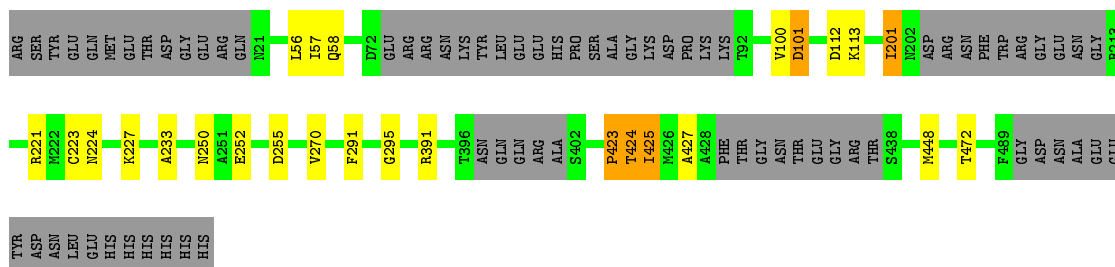 ARG SER TYR GLU GLN MET GLU THR ASP GLY GLU ARG GLN N21 L56 I57 Q58 D72 GLU ARG ARG ASN LYS TYR LEU GLU GLU HIS PRO SER ALA GLY LYS ASP PRO LYS LYS T92 V100 D101 D112 K113 I201 N202 ASP ARG ASN PHE TRP ARG GLY GLU ASN GLY
R221 M222 C223 N224 K227 A233 N250 A251 E252 D255 V270 F291 G295 R391 T396 ASN GLN GLN ARG ALA S402 P423 T424 I425 M426 A427 A428 PHE THR GLY ASN THR GLU GLY ARG THR S438 M448 T472 F489 GLY ASP ASN ALA GLU GLU
TYR ASP ASN LEU GLU HIS HIS HIS HIS HIS HIS